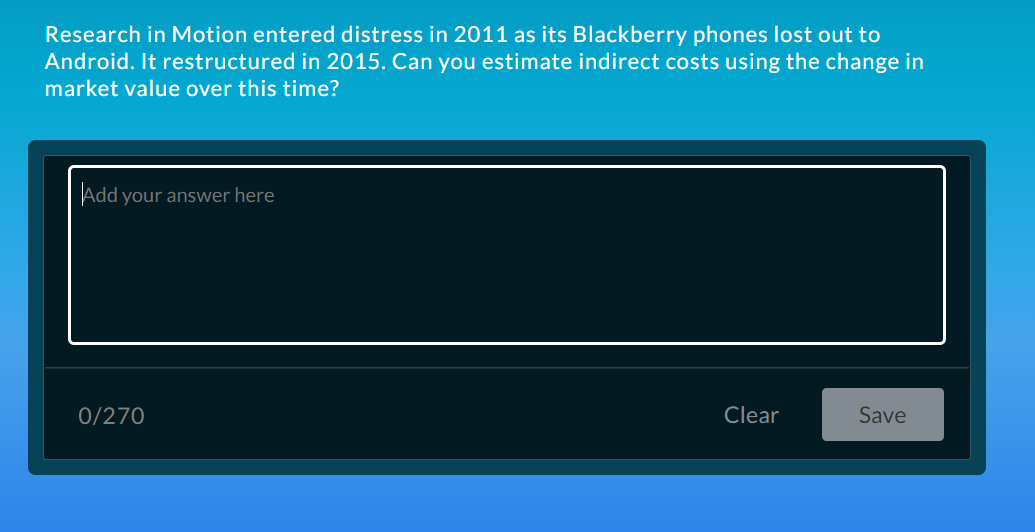 Research in Motion entered distress in 2011 as its Blackberry phones lost out to
Android. It restructured in 2015. Can you estimate indirect costs using the change in
market value over this time?
Add your answer here
0/270
Clear
Save